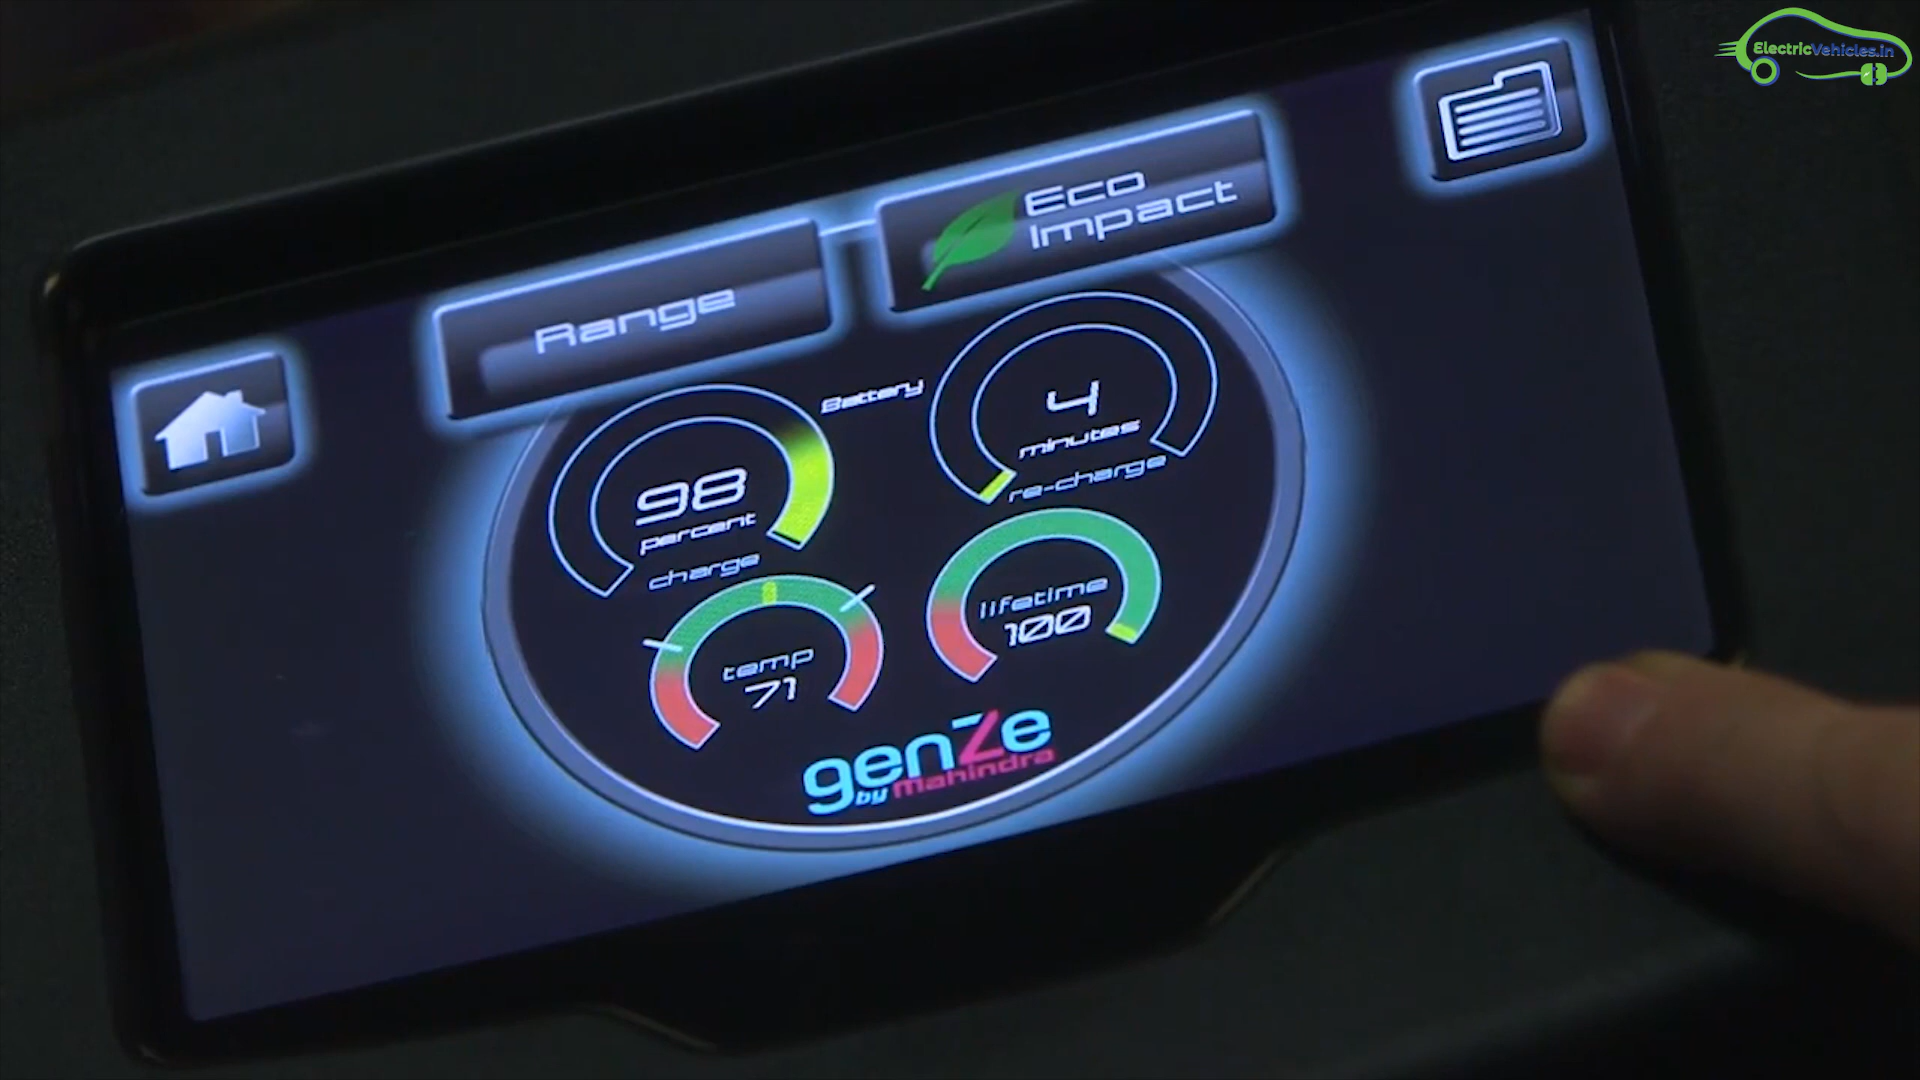 ElectricVehicles.in
Eco
Impact
Range
Battery
98
percent
charge
4
minutes
re-charge
temp
71
lifetime
100
genZe
by Mahindra